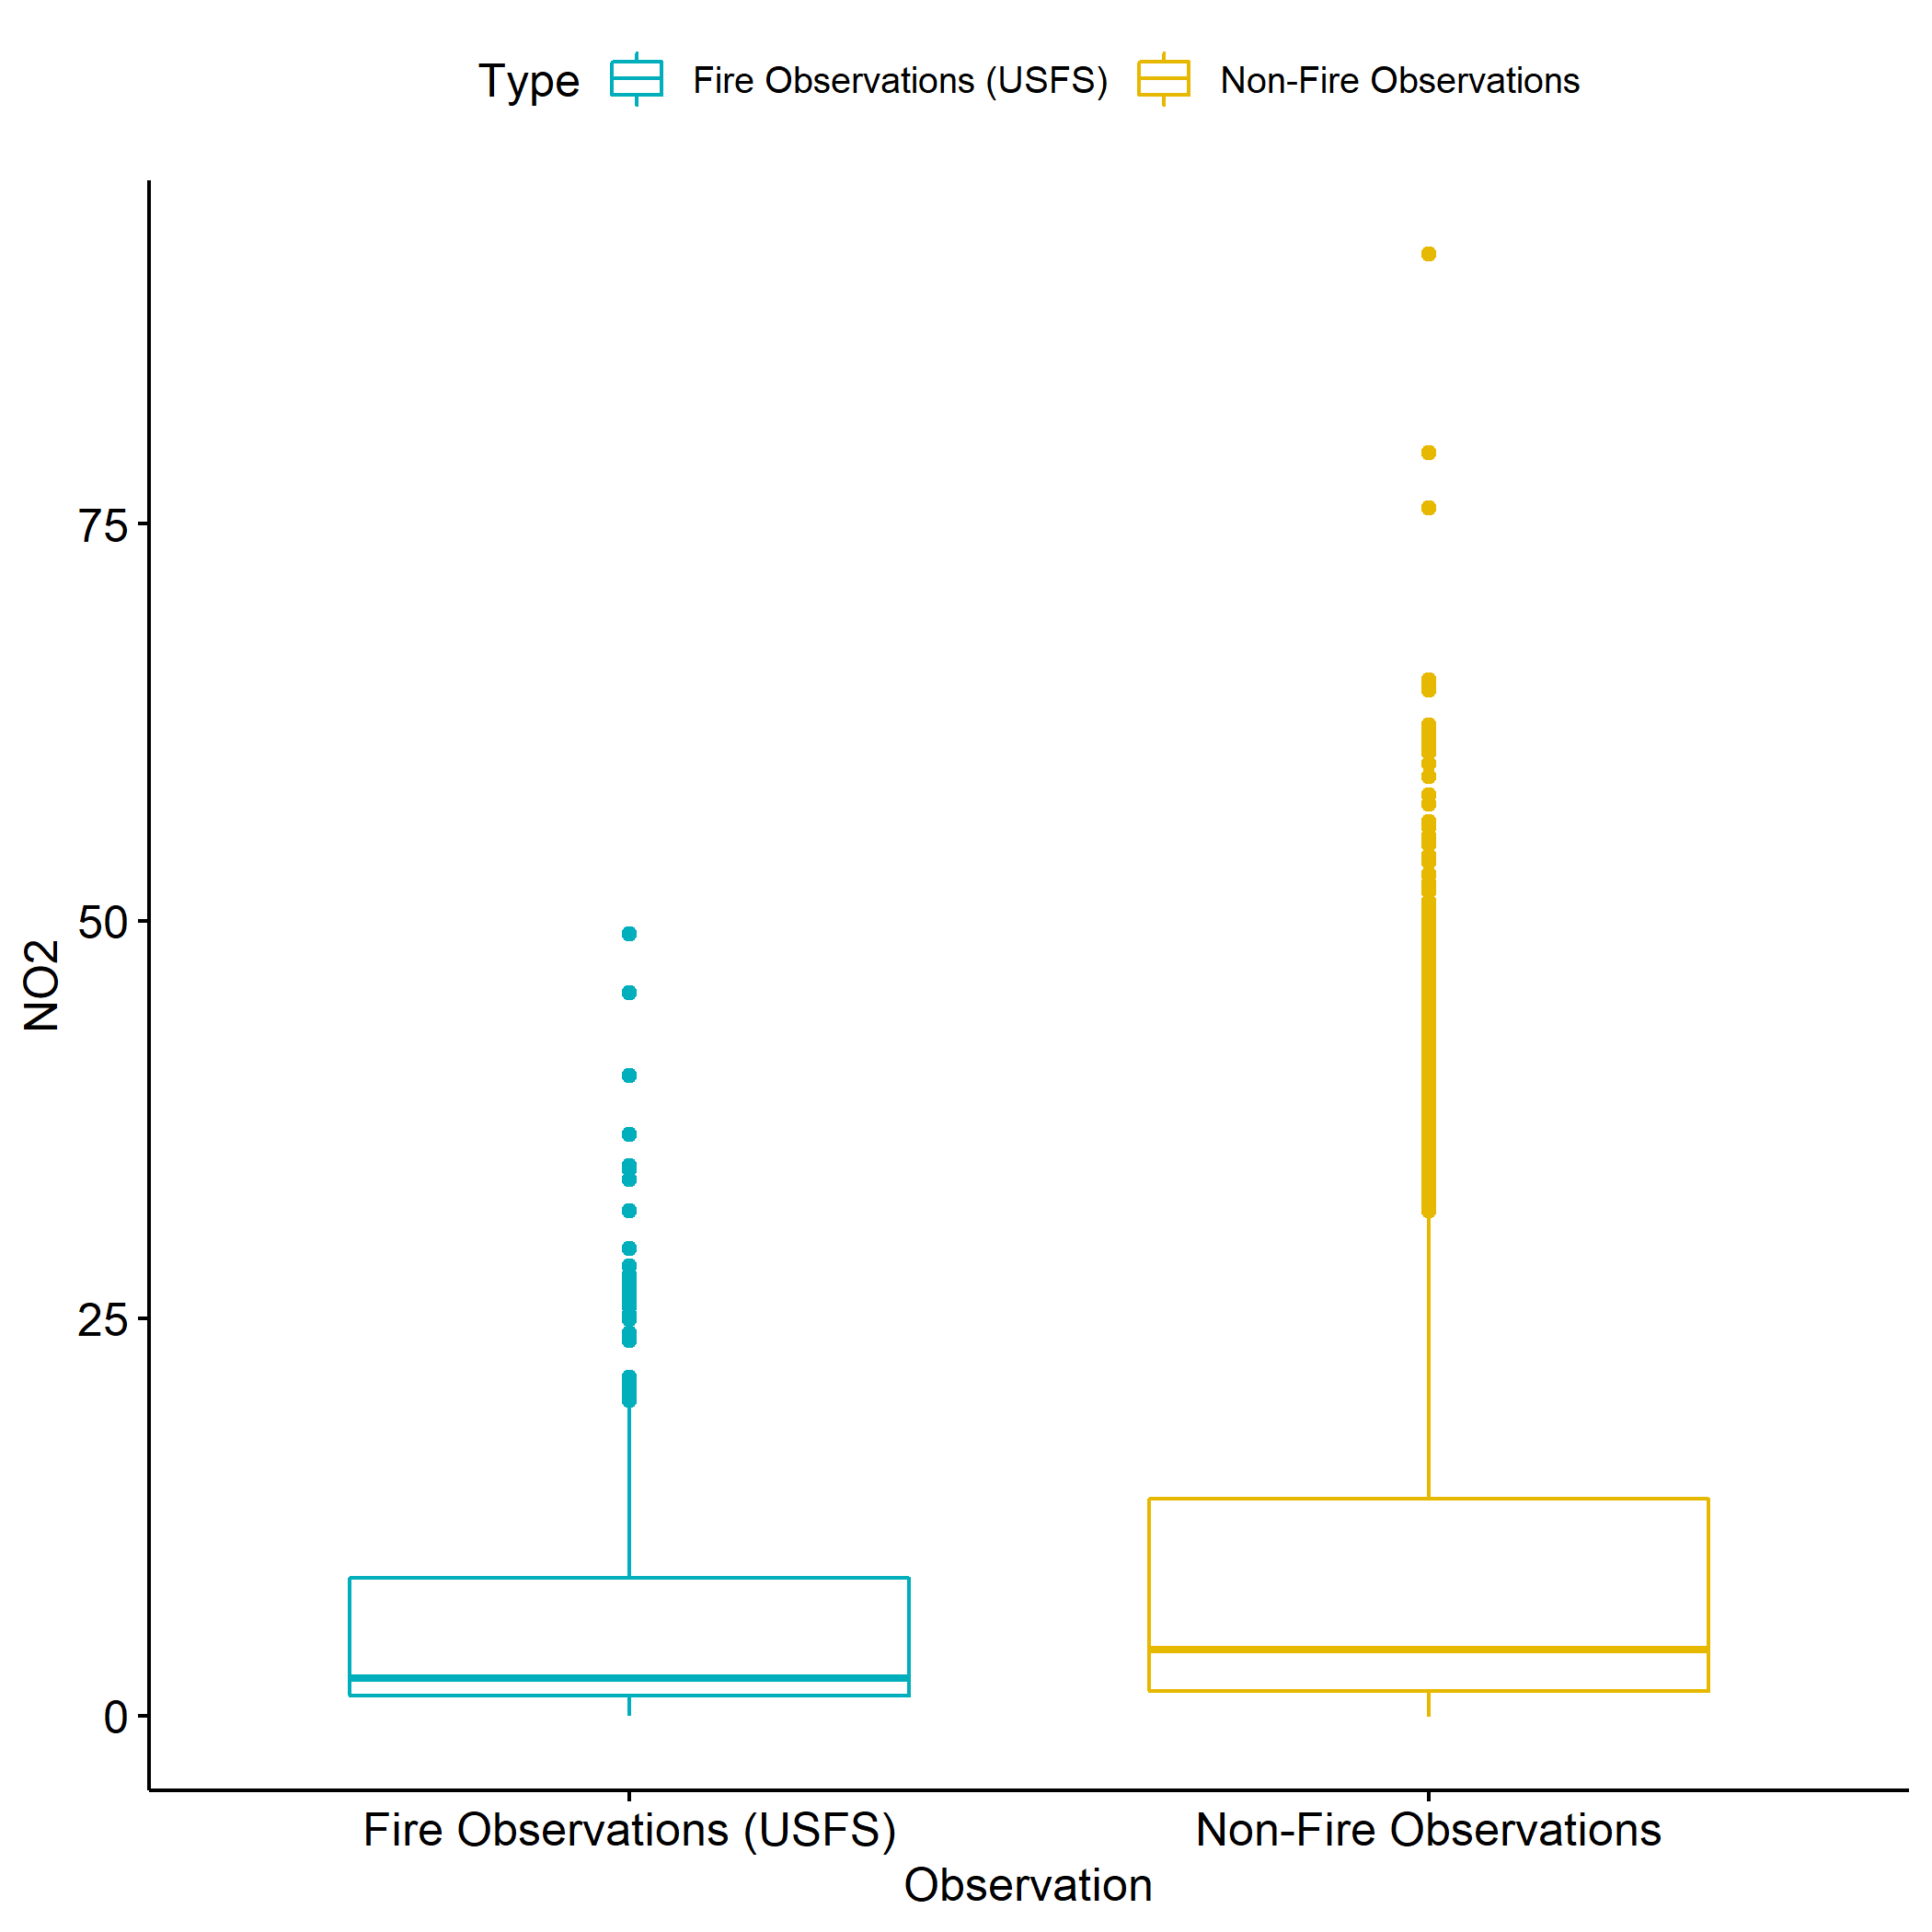 Type Fire Observations (USFS) Non-Fire Observations
75
50
25
0
NO2
Fire Observations (USFS) Non-Fire Observations
Observation